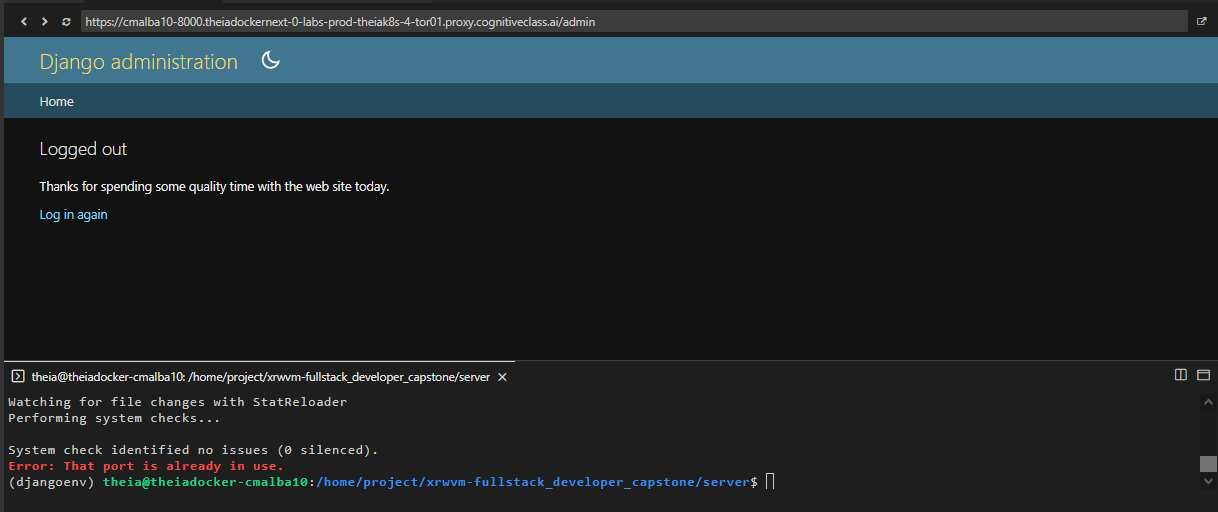 https://cmalba10-8000.theiadockernext-0-labs-prod-theiak8s-4-tor01.proxy.cognitiveclass.ai/admin
Django administration
Home
Logged out
Thanks for spending some quality time with the web site today.
Log in again
theia@theiadocker-cmalba10: /home/project/xrwvm-fullstack_developer_capstone/server
Watching for file changes with StatReloader
Performing system checks...
System check identified no issues (0 silenced).
Error: That port is already in use.
(djangoenv) theia@theiadocker-cmalba10:/home/project/xrwvm-fullstack_developer_capstone/server$